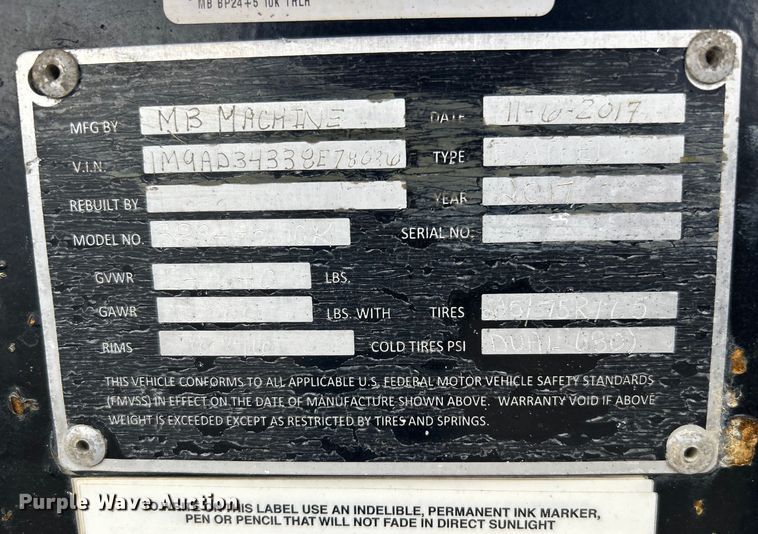 MB BP24+5 10K TRLR
MFG BY MB MACHINE DATE 11-6-2017
V.I.N. TYPE
REBUILT BY YEAR 2017
MODEL NO. SERIAL NO.
GVWR LBS.
GAWR LBS. WITH TIRES
RIMS COLD TIRES PSI DUAL
THIS VEHICLE CONFORMS TO ALL APPLICABLE U.S. FEDERAL MOTOR VEHICLE SAFETY STANDARDS
(FMVSS) IN EFFECT ON THE DATE OF MANUFACTURE SHOWN ABOVE. WARRANTY VOID IF ABOVE
WEIGHT IS EXCEEDED EXCEPT AS RESTRICTED BY TIRES AND SPRINGS.
Purple Wave Auction
THIS LABEL USE AN INDELIBLE, PERMANENT INK MARKER,
PEN OR PENCIL THAT WILL NOT FADE IN DIRECT SUNLIGHT